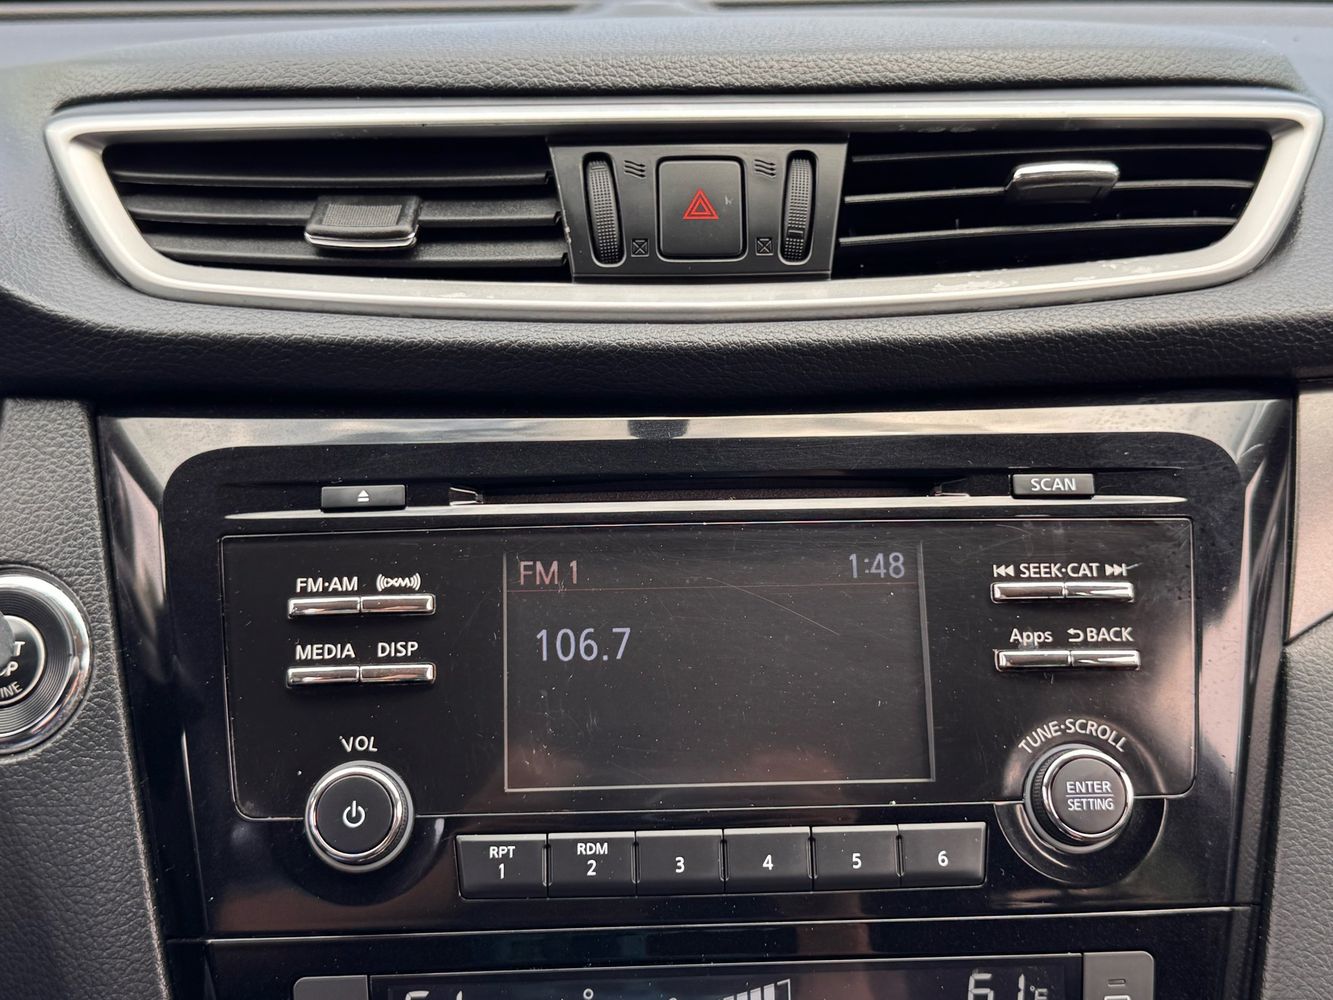 SCAN
FM·AM ((XM))
MEDIA DISP
VOL
FM 1 1:48
106.7
SEEK·CAT
Apps BACK
TUNE·SCROLL
ENTER
SETTING
RPT
1
RDM
2
3
4
5
6